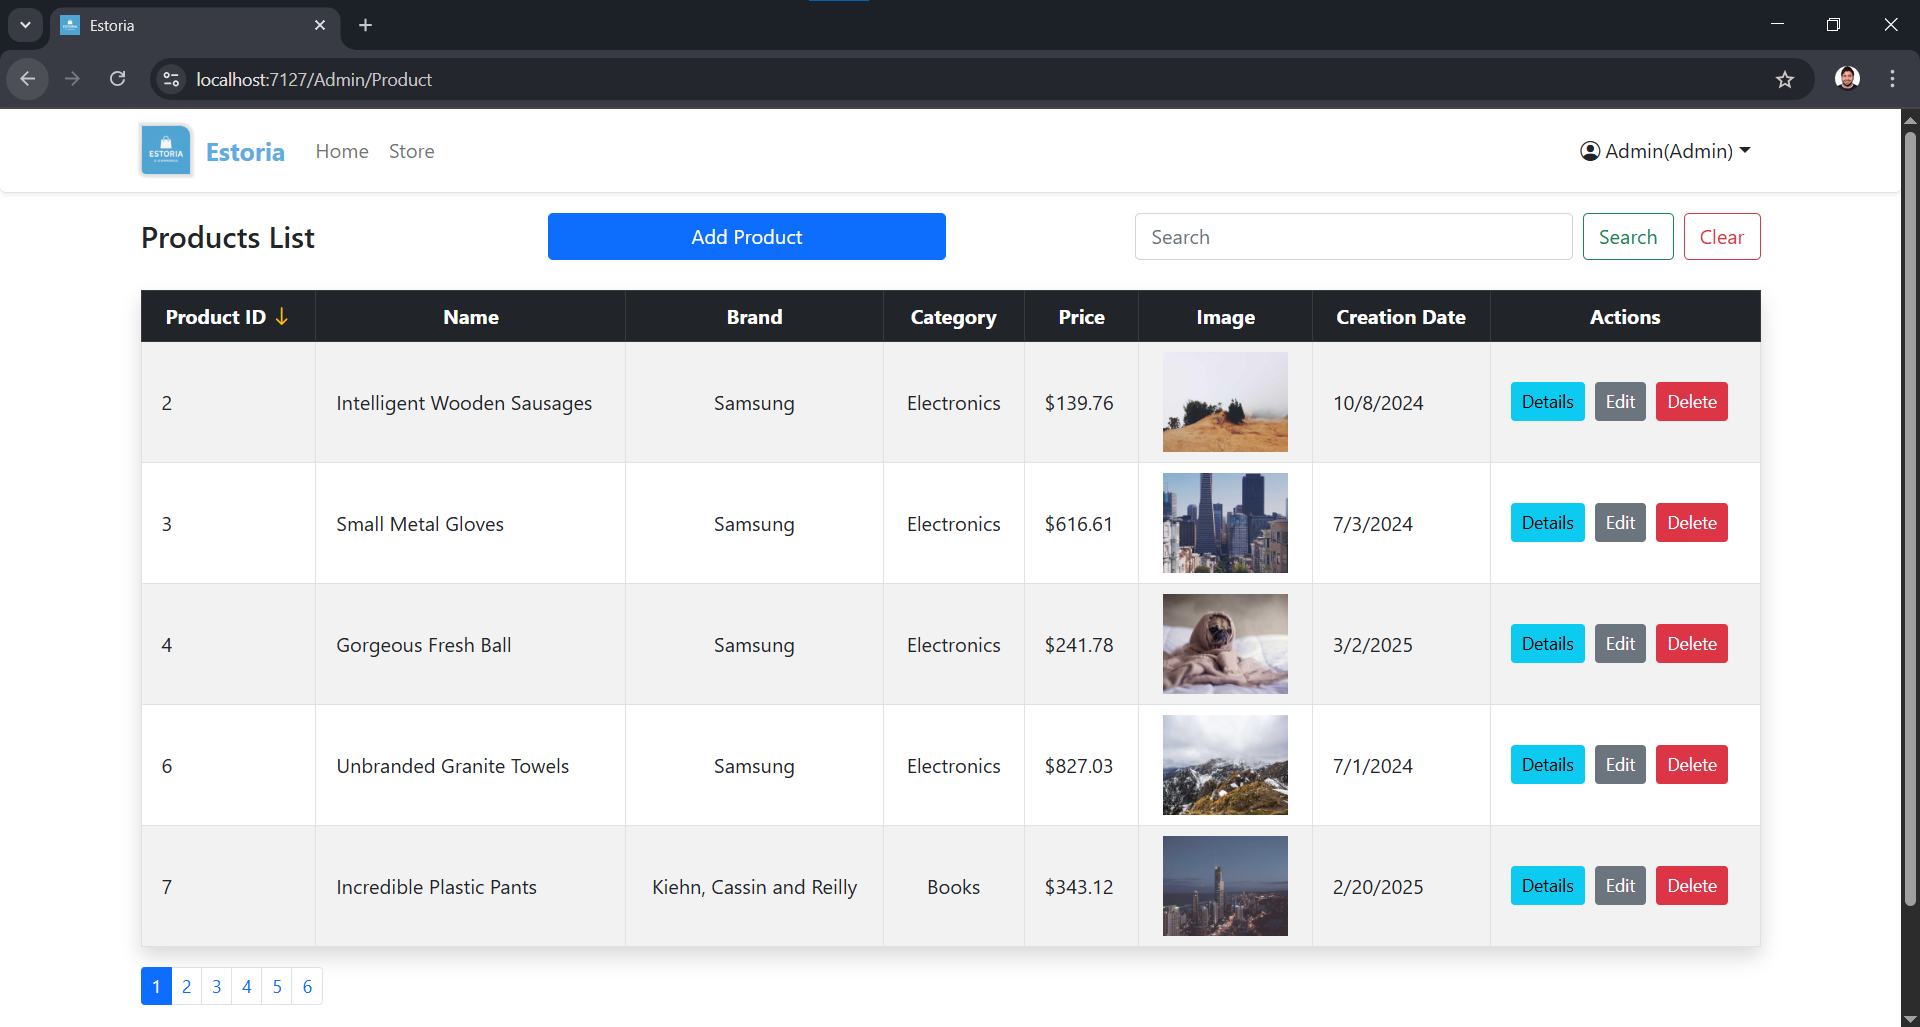 Estoria
localhost:7127/Admin/Product
ESTORIA
Estoria Home Store Admin(Admin)
Products List Add Product Search Search Clear
Product ID ↓ Name Brand Category Price Image Creation Date Actions
2 Intelligent Wooden Sausages Samsung Electronics $139.76 10/8/2024 Details Edit Delete
3 Small Metal Gloves Samsung Electronics $616.61 7/3/2024 Details Edit Delete
4 Gorgeous Fresh Ball Samsung Electronics $241.78 3/2/2025 Details Edit Delete
6 Unbranded Granite Towels Samsung Electronics $827.03 7/1/2024 Details Edit Delete
7 Incredible Plastic Pants Kiehn, Cassin and Reilly Books $343.12 2/20/2025 Details Edit Delete
1 2 3 4 5 6